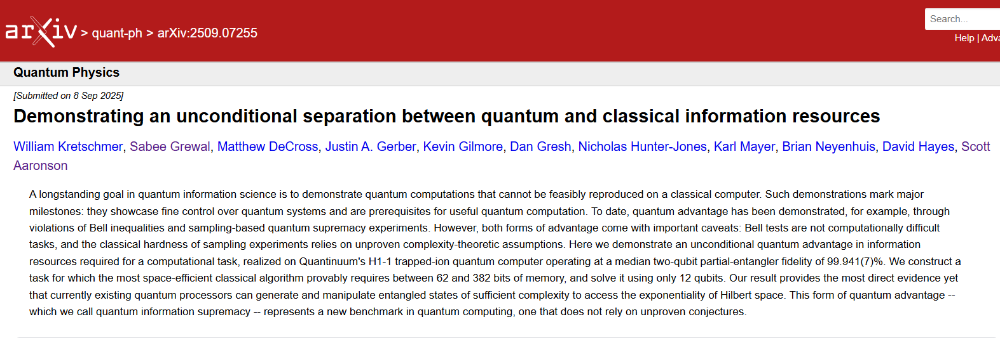 arXiv > quant-ph > arXiv:2509.07255
Search...
Help | Adva
Quantum Physics
[Submitted on 8 Sep 2025]
Demonstrating an unconditional separation between quantum and classical information resources
William Kretschmer, Sabee Grewal, Matthew DeCross, Justin A. Gerber, Kevin Gilmore, Dan Gresh, Nicholas Hunter-Jones, Karl Mayer, Brian Neyenhuis, David Hayes, Scott
Aaronson
A longstanding goal in quantum information science is to demonstrate quantum computations that cannot be feasibly reproduced on a classical computer. Such demonstrations mark major
milestones: they showcase fine control over quantum systems and are prerequisites for useful quantum computation. To date, quantum advantage has been demonstrated, for example, through
violations of Bell inequalities and sampling-based quantum supremacy experiments. However, both forms of advantage come with important caveats: Bell tests are not computationally difficult
tasks, and the classical hardness of sampling experiments relies on unproven complexity-theoretic assumptions. Here we demonstrate an unconditional quantum advantage in information
resources required for a computational task, realized on Quantinuum's H1-1 trapped-ion quantum computer operating at a median two-qubit partial-entangler fidelity of 99.941(7)%. We construct a
task for which the most space-efficient classical algorithm provably requires between 62 and 382 bits of memory, and solve it using only 12 qubits. Our result provides the most direct evidence yet
that currently existing quantum processors can generate and manipulate entangled states of sufficient complexity to access the exponentiality of Hilbert space. This form of quantum advantage --
which we call quantum information supremacy -- represents a new benchmark in quantum computing, one that does not rely on unproven conjectures.